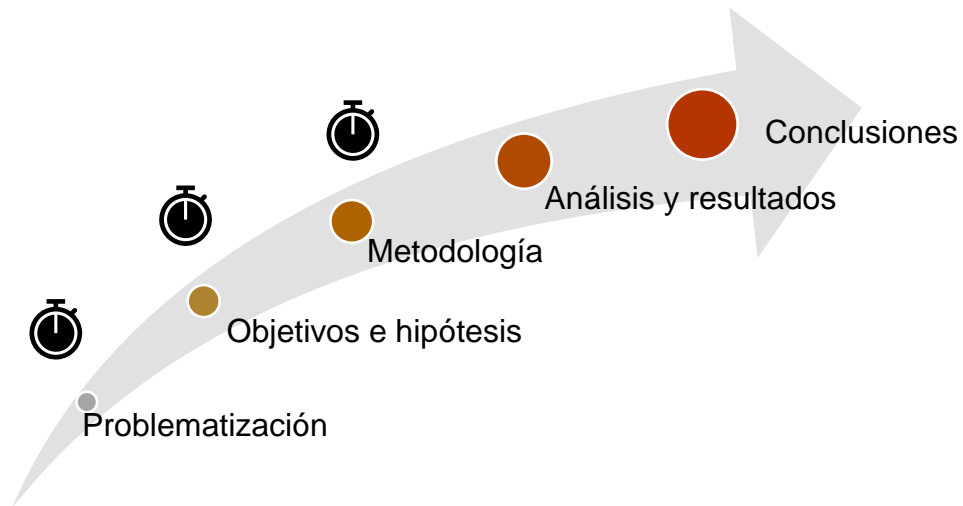 Conclusiones
Análisis y resultados
Metodología
Objetivos e hipótesis
Problematización